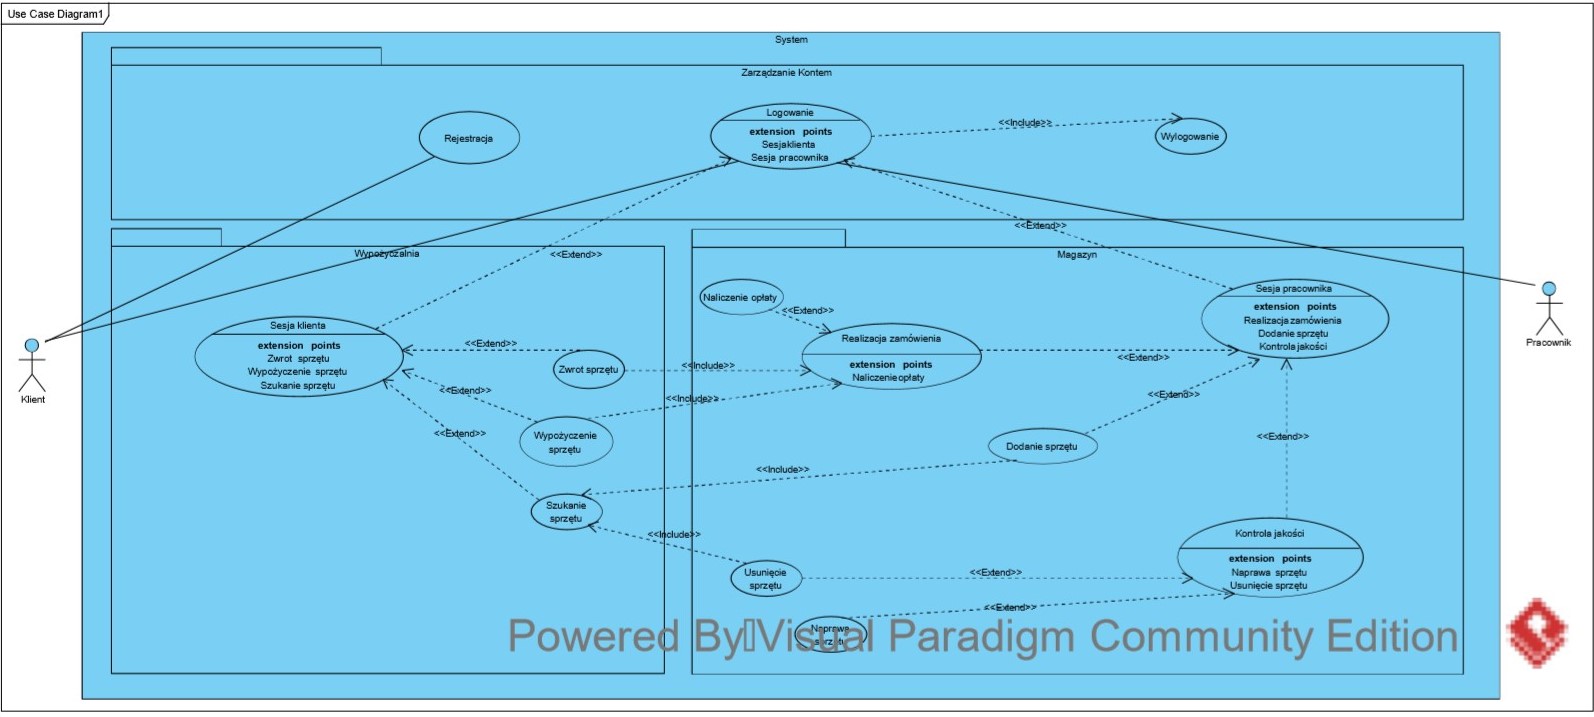 Use Case Diagram1
System
Zarządzanie Kontem
Rejestracja
Logowanie
extension points
Sesjaklienta
Sesja pracownika
<<Include>>
Wylogowanie
<<Extend>>
<<Extend>>
Wypożyczalnia
Magazyn
Klient
Pracownik
Sesja klienta
extension points
Zwrot sprzętu
Wypożyczenie sprzętu
Szukanie sprzętu
<<Extend>>
Zwrot sprzętu
<<Include>>
<<Extend>>
<<Include>>
Wypożyczenie
sprzętu
<<Extend>>
Szukanie
sprzętu
Naliczenie opłaty
<<Extend>>
Realizacja zamówienia
extension points
Naliczenie opłaty
<<Extend>>
Sesja pracownika
extension points
Realizacja zamówienia
Dodanie sprzętu
Kontrola jakości
<<Extend>>
Dodanie sprzętu
<<Include>>
<<Extend>>
<<Include>>
Usunięcie
sprzętu
<<Extend>>
Kontrola jakości
extension points
Naprawa sprzętu
Usunięcie sprzętu
<<Extend>>
Naprawa
sprzętu
Powered By Visual Paradigm Community Edition